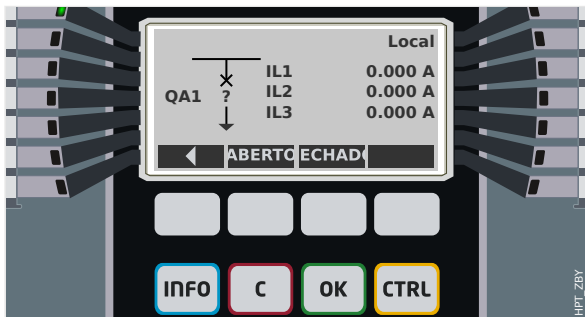 Local
IL1 0.000 A
QA1 ? IL2 0.000 A
IL3 0.000 A
ABERTO ECHADO
INFO C OK CTRL
HPT_ZBY